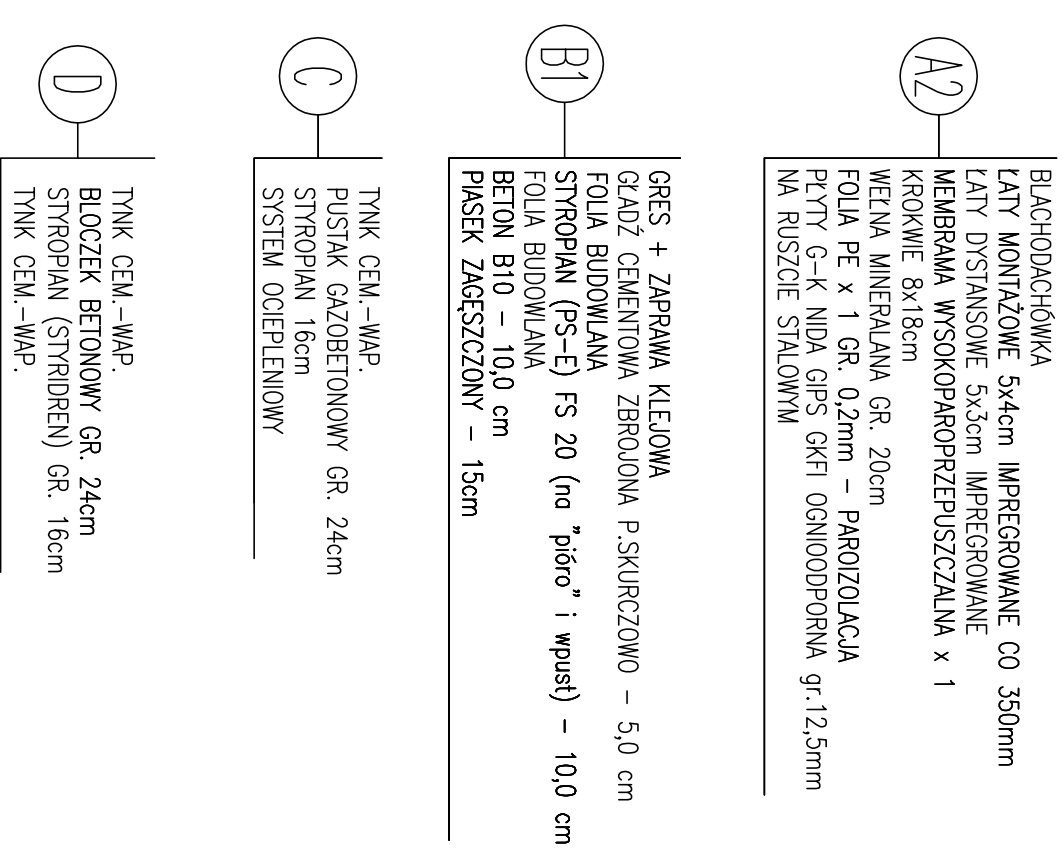 A2
BLACHODACHÓWKA
ŁATY MONTAŻOWE 5x4cm IMPREGROWANE CO 350mm
ŁATY DYSTANSOWE 5x3cm IMPREGROWANE
MEMBRAMA WYSOKOPAROPRZEPUSZCZALNA x 1
KROKWIE 8x18cm
WEŁNA MINERALANA GR. 20cm
FOLIA PE x 1 GR. 0,2mm – PAROIZOLACJA
PŁYTY G–K NIDA GIPS GKFI OGNIOODPORNA gr.12,5mm
NA RUSZCIE STALOWYM
B1
GRES + ZAPRAWA KLEJOWA
GŁADŹ CEMENTOWA ZBROJONA P.SKURCZOWO – 5,0 cm
FOLIA BUDOWLANA
STYROPIAN (PS–E) FS 20 (na "pióro" i wpust) – 10,0 cm
FOLIA BUDOWLANA
BETON B10 – 10,0 cm
PIASEK ZAGĘSZCZONY – 15cm
C
TYNK CEM.–WAP.
PUSTAK GAZOBETONOWY GR. 24cm
STYROPIAN 16cm
SYSTEM OCIEPLENIOWY
D
TYNK CEM.–WAP.
BLOCZEK BETONOWY GR. 24cm
STYROPIAN (STYRIDREN) GR. 16cm
TYNK CEM.–WAP.